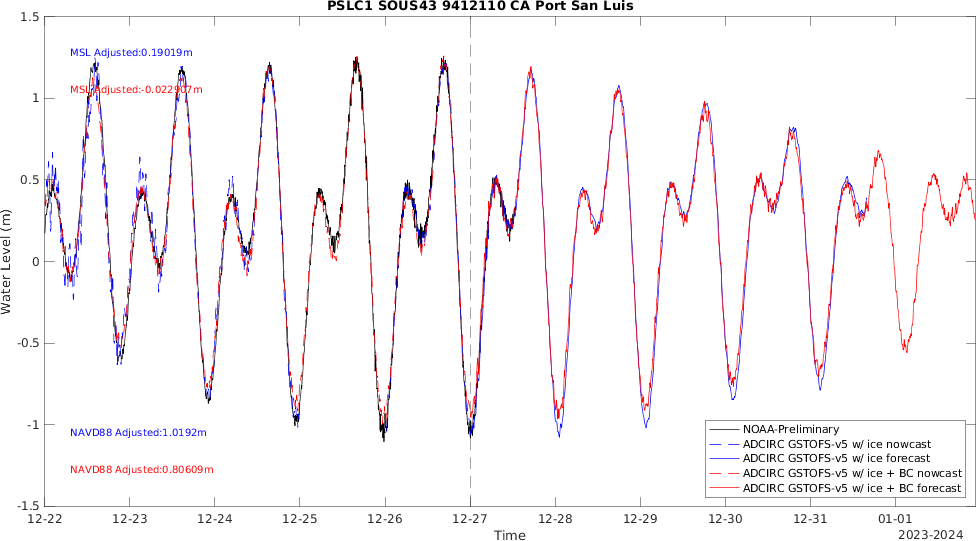 PSLC1 SOUS43 9412110 CA Port San Luis
1.5
1
0.5
0
-0.5
-1
-1.5
Water Level (m)
MSL Adjusted:0.19019m
MSL Adjusted:-0.022907m
NAVD88 Adjusted:1.0192m
NAVD88 Adjusted:0.80609m
NOAA-Preliminary
ADCIRC GSTOFS-v5 w/ ice nowcast
ADCIRC GSTOFS-v5 w/ ice forecast
ADCIRC GSTOFS-v5 w/ ice + BC nowcast
ADCIRC GSTOFS-v5 w/ ice + BC forecast
12-22 12-23 12-24 12-25 12-26 12-27 12-28 12-29 12-30 12-31 01-01
Time
2023-2024